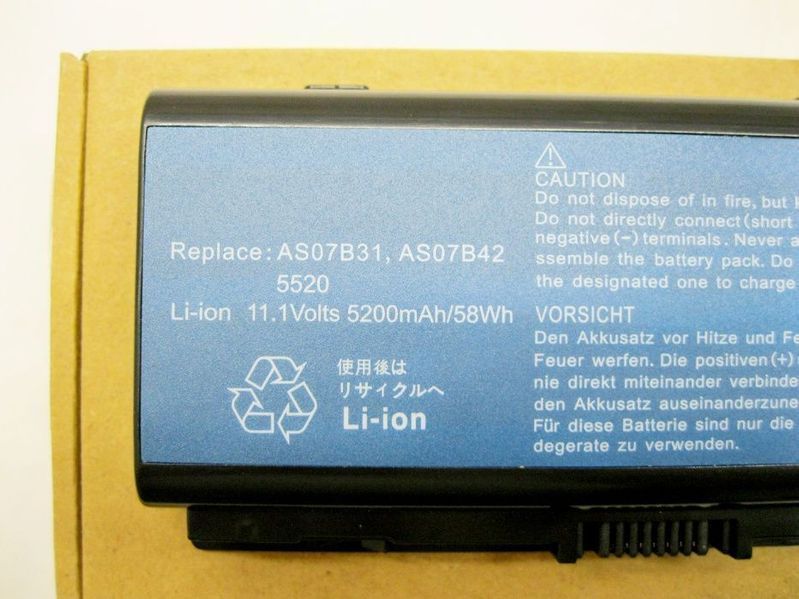 Replace: AS07B31, AS07B42
5520
Li-ion 11.1Volts 5200mAh/58Wh
使用後は
リサイクルへ
Li-ion
CAUTION
Do not dispose of in fire, but
Do not directly connect(short
negative(-)terminals. Never
ssemble the battery pack. Do
the designated one to charge
VORSICHT
Den Akkusatz vor Hitze und
Feuer werfen. Die positiven(+)
nie direkt miteinander
den Akkusatz
Für diese Batterie sind nur die
degerate zu verwenden.